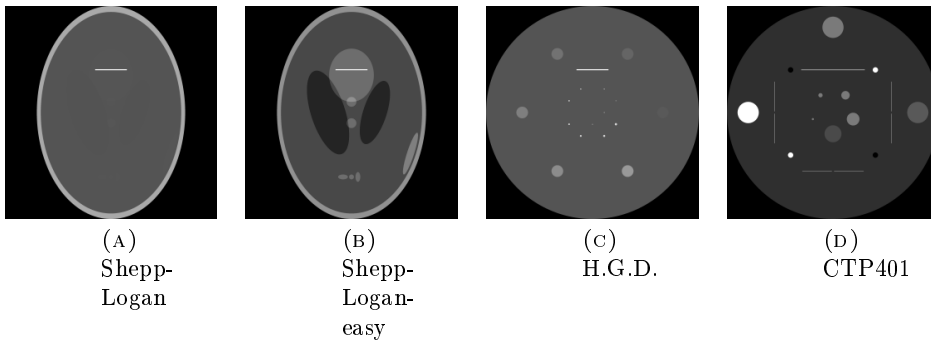 (A)
Shepp-
Logan
(B)
Shepp-
Logan-
easy
(C)
H.G.D.
(D)
CTP401